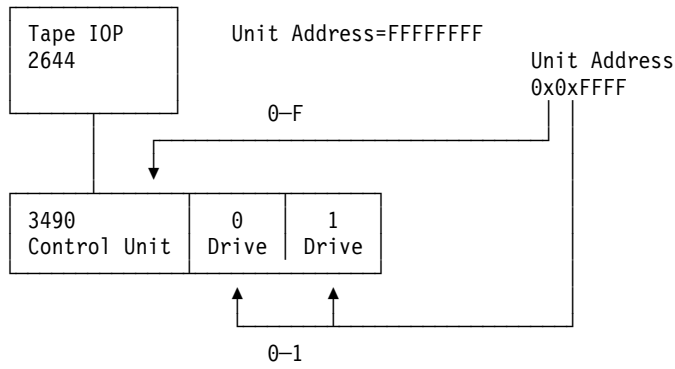 Tape IOP
2644
Unit Address=FFFFFFFF
Unit Address
0x0xFFFF
0—F
3490
Control Unit
0
Drive
1
Drive
0—1